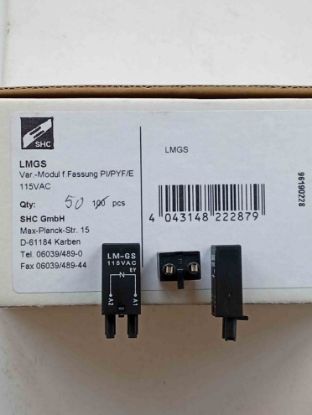 SHC
LMGS
Var.-Modul f.Fassung PI/PYF/E
115VAC
Qty: 50 100 pcs
SHC GmbH
Max-Planck-Str. 15
D-61184 Karben
Tel. 06039/489-0
Fax 06039/489-44
LMGS
4 043148 222879
96190228
LM-GS
115VAC
EY
N
A2
A1